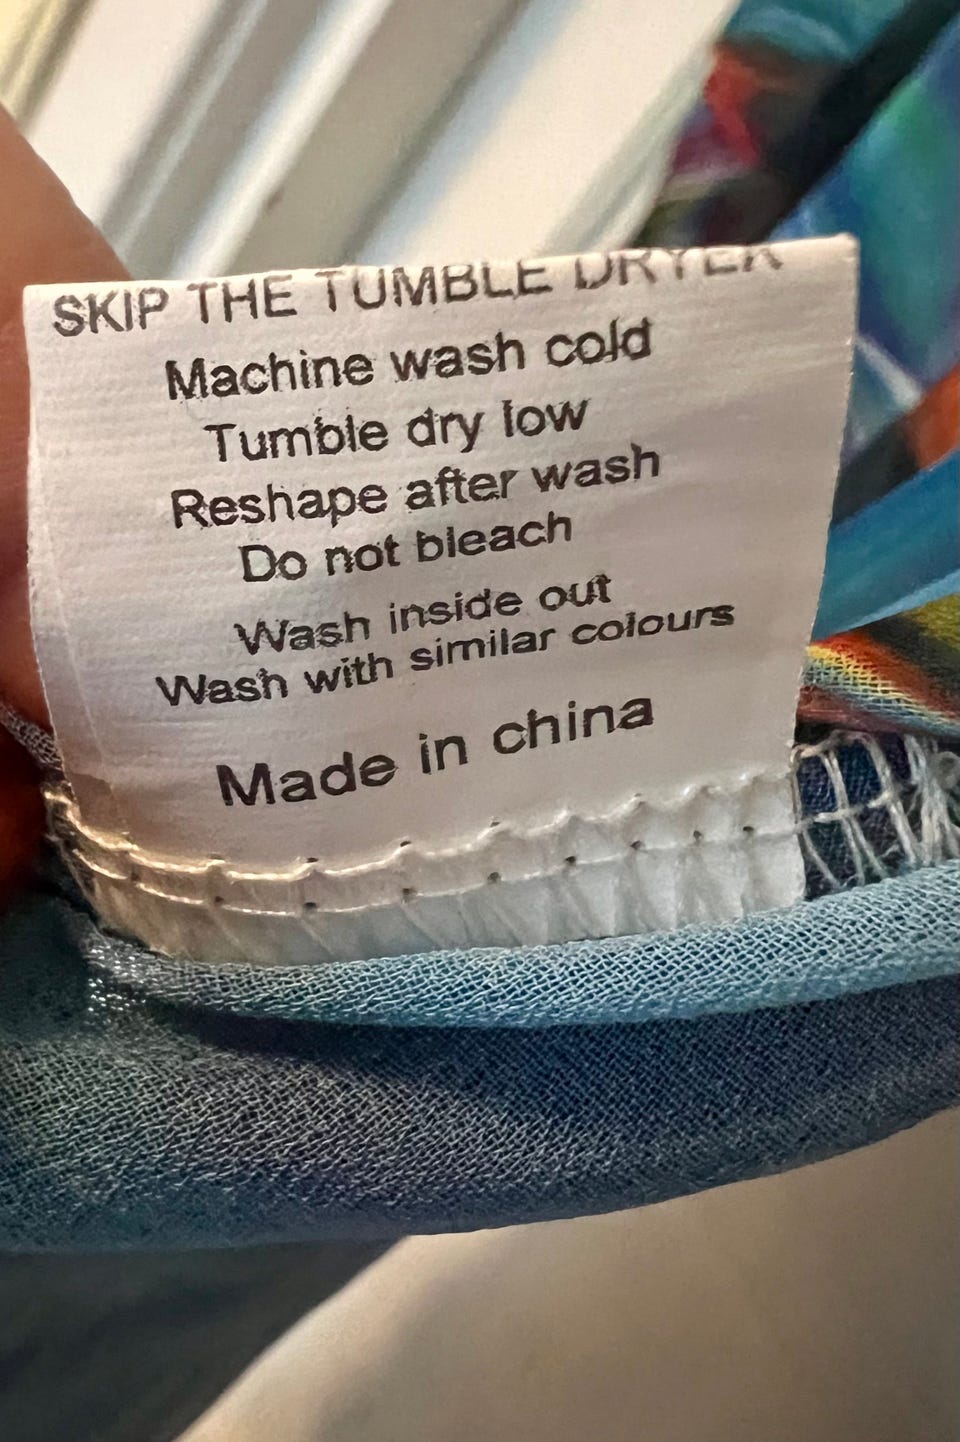 SKIP THE TUMBLE DRYER
Machine wash cold
Tumble dry low
Reshape after wash
Do not bleach
Wash inside out
Wash with similar colours
Made in china